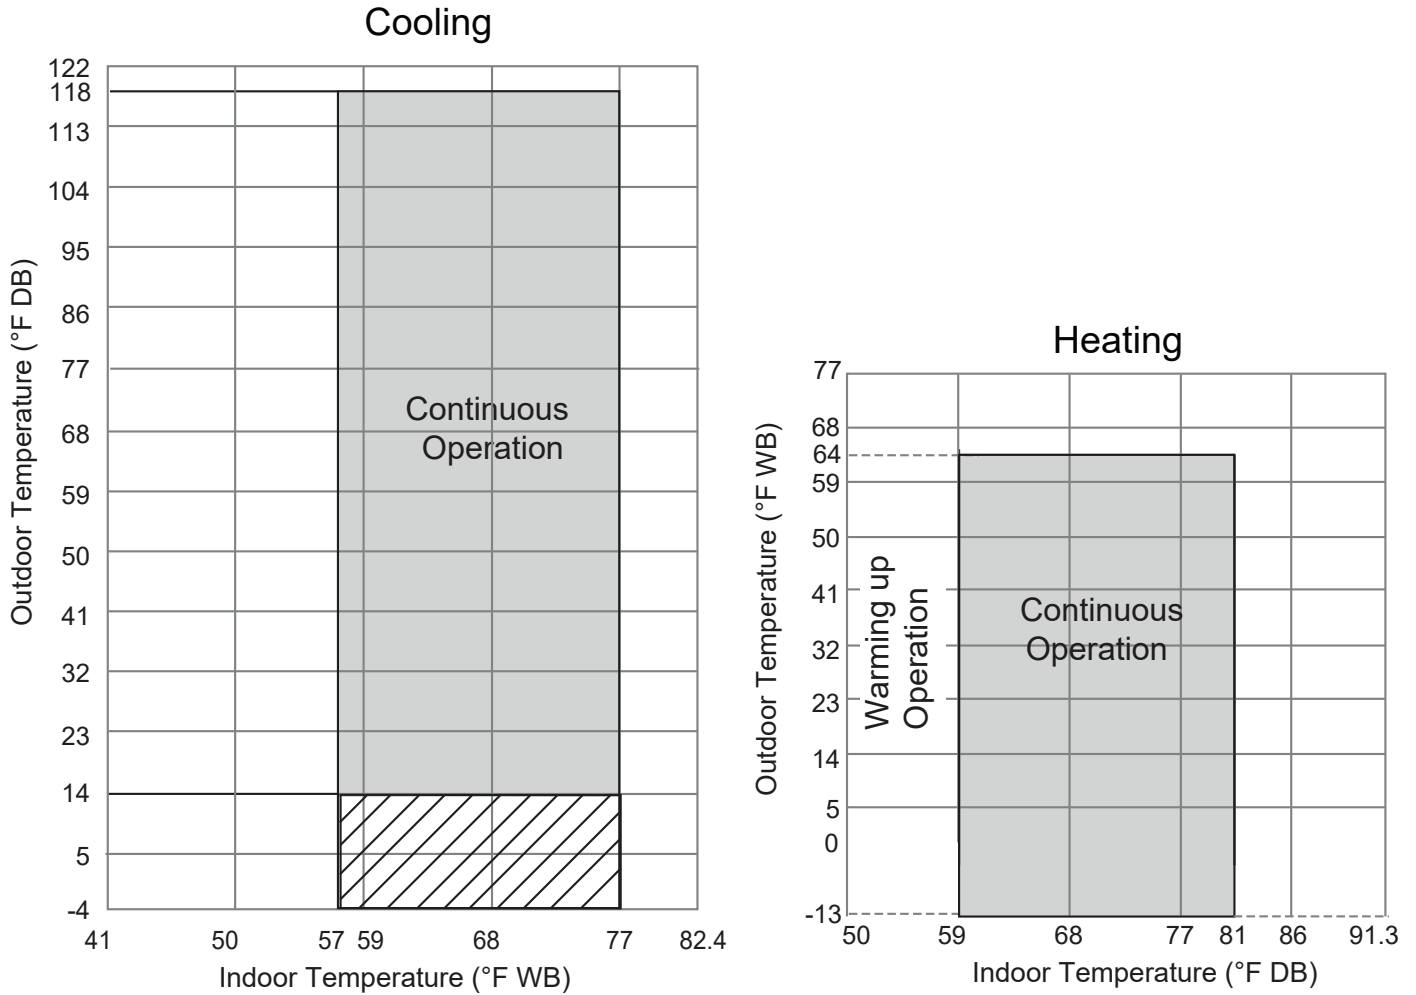 Cooling
122
118
113
104
95
86
77
68
59
50
41
32
23
14
5
-4
Outdoor Temperature (°F DB)
Continuous
Operation
41 50 57 59 68 77 82.4
Indoor Temperature (°F WB)
Heating
77
68
64
59
50
41
32
23
14
5
0
-13
Outdoor Temperature (°F WB)
Warming up
Operation
Continuous
Operation
50 59 68 77 81 86 91.3
Indoor Temperature (°F DB)